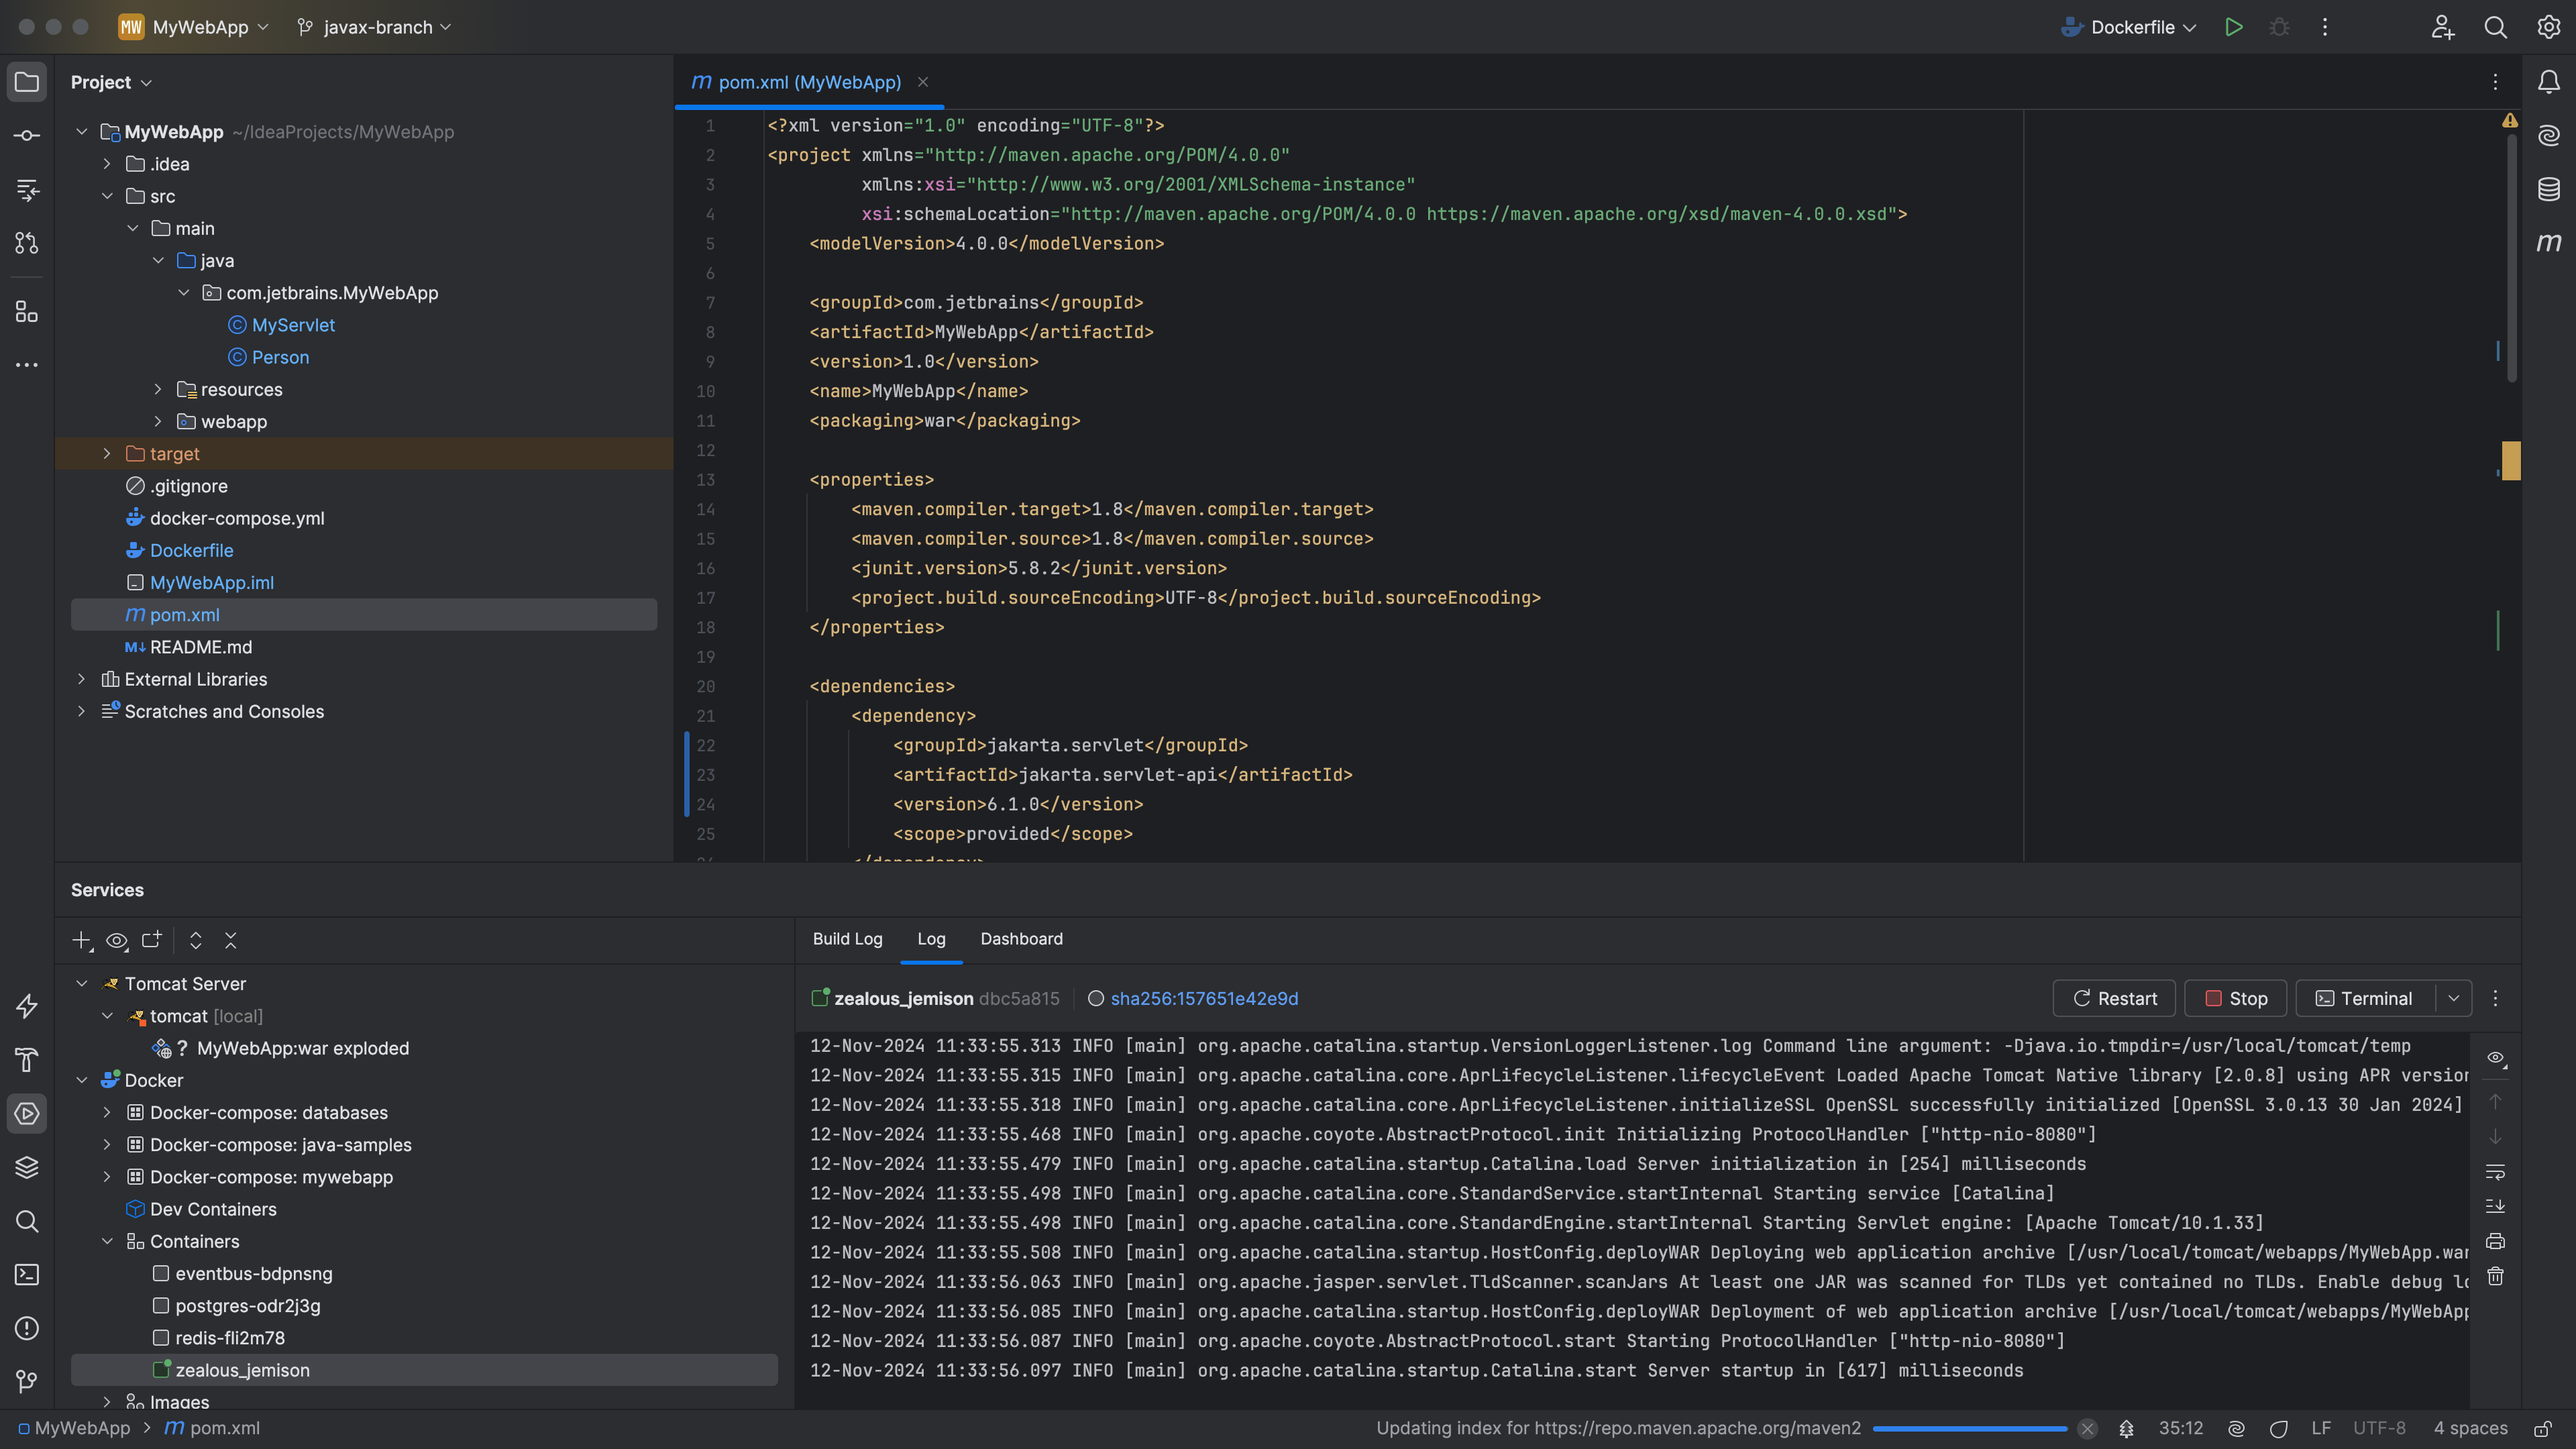 MW MyWebApp javax-branch Dockerfile
Project
MyWebApp ~/IdeaProjects/MyWebApp
.idea
src
main
java
com.jetbrains.MyWebApp
MyServlet
Person
resources
webapp
target
.gitignore
docker-compose.yml
Dockerfile
MyWebApp.iml
m pom.xml
M↓ README.md
External Libraries
Scratches and Consoles
m pom.xml (MyWebApp)
1 <?xml version="1.0" encoding="UTF-8"?>
2 <project xmlns="http://maven.apache.org/POM/4.0.0"
3 xmlns:xsi="http://www.w3.org/2001/XMLSchema-instance"
4 xsi:schemaLocation="http://maven.apache.org/POM/4.0.0 https://maven.apache.org/xsd/maven-4.0.0.xsd">
5 <modelVersion>4.0.0</modelVersion>
6
7 <groupId>com.jetbrains</groupId>
8 <artifactId>MyWebApp</artifactId>
9 <version>1.0</version>
10 <name>MyWebApp</name>
11 <packaging>war</packaging>
12
13 <properties>
14 <maven.compiler.target>1.8</maven.compiler.target>
15 <maven.compiler.source>1.8</maven.compiler.source>
16 <junit.version>5.8.2</junit.version>
17 <project.build.sourceEncoding>UTF-8</project.build.sourceEncoding>
18 </properties>
19
20 <dependencies>
21 <dependency>
22 <groupId>jakarta.servlet</groupId>
23 <artifactId>jakarta.servlet-api</artifactId>
24 <version>6.1.0</version>
25 <scope>provided</scope>
m
Services
Tomcat Server
tomcat [local]
? MyWebApp:war exploded
Docker
Docker-compose: databases
Docker-compose: java-samples
Docker-compose: mywebapp
Dev Containers
Containers
eventbus-bdpnsng
postgres-odr2j3g
redis-fli2m78
zealous_jemison
Images
Build Log Log Dashboard
zealous_jemison dbc5a815 sha256:157651e42e9d Restart Stop Terminal
12-Nov-2024 11:33:55.313 INFO [main] org.apache.catalina.startup.VersionLoggerListener.log Command line argument: -Djava.io.tmpdir=/usr/local/tomcat/temp
12-Nov-2024 11:33:55.315 INFO [main] org.apache.catalina.core.AprLifecycleListener.lifecycleEvent Loaded Apache Tomcat Native library [2.0.8] using APR version
12-Nov-2024 11:33:55.318 INFO [main] org.apache.catalina.core.AprLifecycleListener.initializeSSL OpenSSL successfully initialized [OpenSSL 3.0.13 30 Jan 2024]
12-Nov-2024 11:33:55.468 INFO [main] org.apache.coyote.AbstractProtocol.init Initializing ProtocolHandler ["http-nio-8080"]
12-Nov-2024 11:33:55.479 INFO [main] org.apache.catalina.startup.Catalina.load Server initialization in [254] milliseconds
12-Nov-2024 11:33:55.498 INFO [main] org.apache.catalina.core.StandardService.startInternal Starting service [Catalina]
12-Nov-2024 11:33:55.498 INFO [main] org.apache.catalina.core.StandardEngine.startInternal Starting Servlet engine: [Apache Tomcat/10.1.33]
12-Nov-2024 11:33:55.508 INFO [main] org.apache.catalina.startup.HostConfig.deployWAR Deploying web application archive [/usr/local/tomcat/webapps/MyWebApp.war
12-Nov-2024 11:33:56.063 INFO [main] org.apache.jasper.servlet.TldScanner.scanJars At least one JAR was scanned for TLDs yet contained no TLDs. Enable debug
12-Nov-2024 11:33:56.085 INFO [main] org.apache.catalina.startup.HostConfig.deployWAR Deployment of web application archive [/usr/local/tomcat/webapps/MyWebApp
12-Nov-2024 11:33:56.087 INFO [main] org.apache.coyote.AbstractProtocol.start Starting ProtocolHandler ["http-nio-8080"]
12-Nov-2024 11:33:56.097 INFO [main] org.apache.catalina.startup.Catalina.start Server startup in [617] milliseconds
MyWebApp m pom.xml Updating index for https://repo.maven.apache.org/maven2 35:12 LF UTF-8 4 spaces